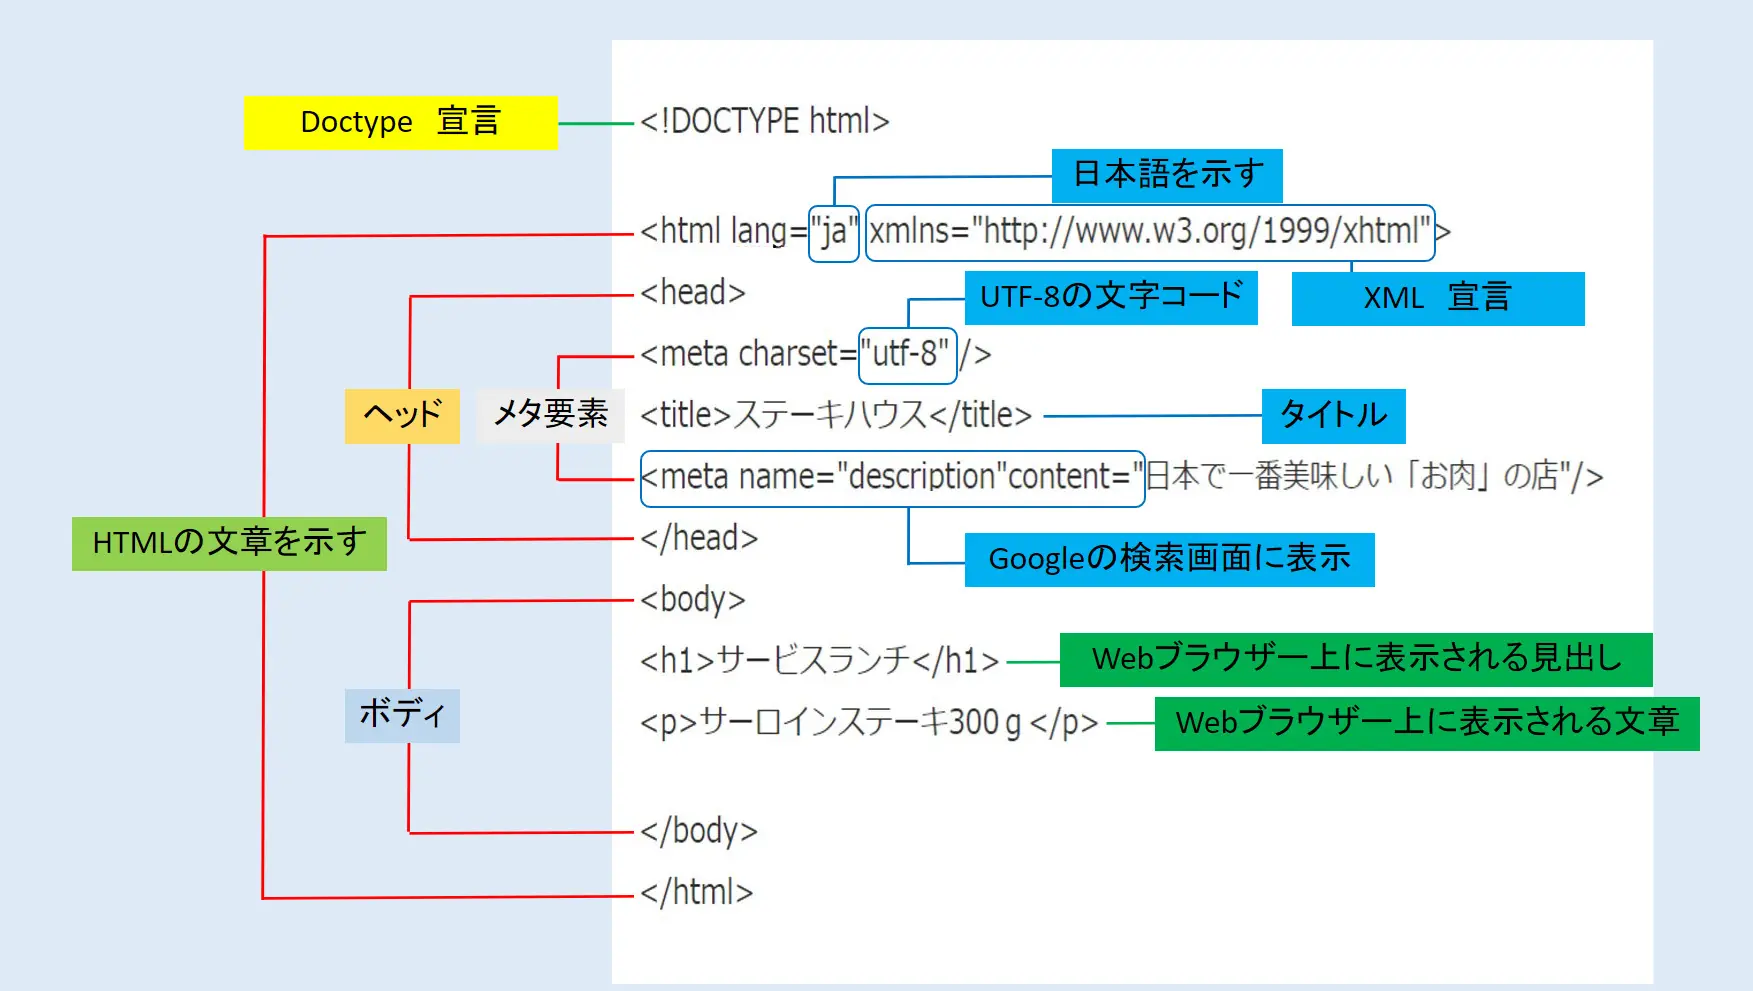 Doctype 宣言
<!DOCTYPE html>
日本語を示す
<html lang="ja" xmlns="http://www.w3.org/1999/xhtml">
<head>
UTF-8の文字コード
XML 宣言
<meta charset="utf-8" />
ヘッド
メタ要素
<title>ステーキハウス</title>
タイトル
<meta name="description"content="日本で一番美味しい「お肉」の店"/>
HTMLの文章を示す
</head>
Googleの検索画面に表示
<body>
<h1>サービスランチ</h1>
Webブラウザー上に表示される見出し
ボディ
<p>サーロインステーキ300ｇ</p>
Webブラウザー上に表示される文章
</body>
</html>